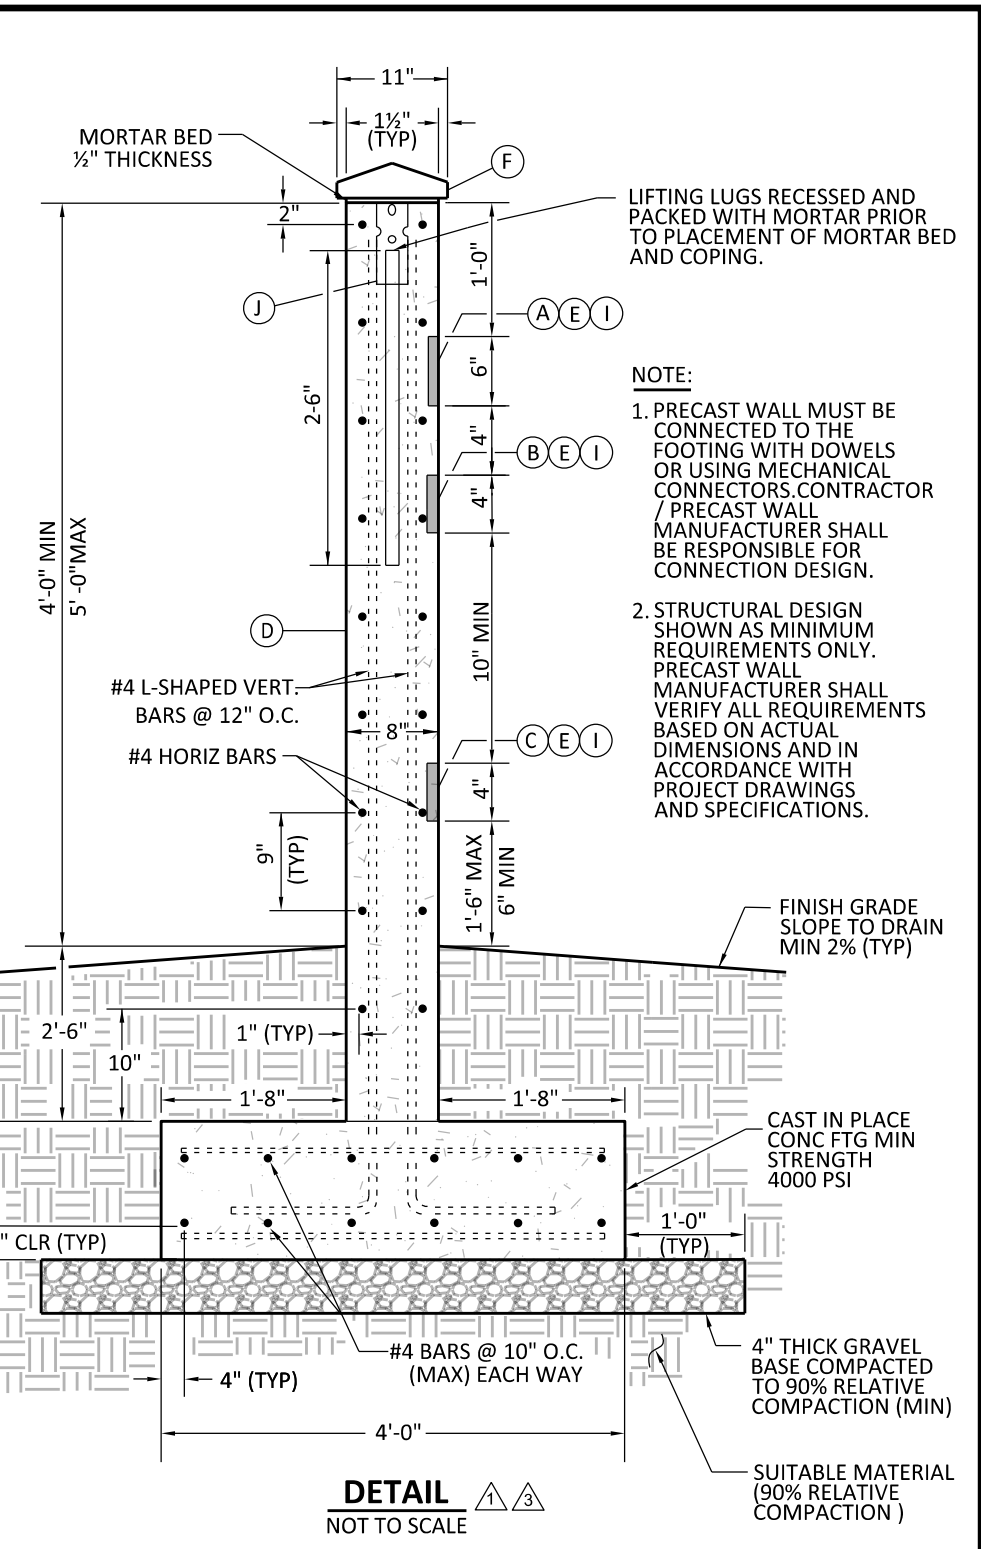 11"
1½"
(TYP)
MORTAR BED
½" THICKNESS
F
LIFTING LUGS RECESSED AND
PACKED WITH MORTAR PRIOR
TO PLACEMENT OF MORTAR BED
AND COPING.
2"
1'-0"
J
A E I
6"
2-6"
4"
B E I
4"
NOTE:
1. PRECAST WALL MUST BE
CONNECTED TO THE
FOOTING WITH DOWELS
OR USING MECHANICAL
CONNECTORS.CONTRACTOR
/ PRECAST WALL
MANUFACTURER SHALL
BE RESPONSIBLE FOR
CONNECTION DESIGN.
2. STRUCTURAL DESIGN
SHOWN AS MINIMUM
REQUIREMENTS ONLY.
PRECAST WALL
MANUFACTURER SHALL
VERIFY ALL REQUIREMENTS
BASED ON ACTUAL
DIMENSIONS AND IN
ACCORDANCE WITH
PROJECT DRAWINGS
AND SPECIFICATIONS.
4'-0" MIN
5' -0"MAX
D
10" MIN
#4 L-SHAPED VERT.
BARS @ 12" O.C.
8"
#4 HORIZ BARS
C E I
4"
9"
(TYP)
1'-6" MAX
6" MIN
FINISH GRADE
SLOPE TO DRAIN
MIN 2% (TYP)
2'-6"
10"
1" (TYP)
1'-8"
1'-8"
CAST IN PLACE
CONC FTG MIN
STRENGTH
4000 PSI
" CLR (TYP)
1'-0"
(TYP)
#4 BARS @ 10" O.C.
(MAX) EACH WAY
4" (TYP)
4" THICK GRAVEL
BASE COMPACTED
TO 90% RELATIVE
COMPACTION (MIN)
4'-0"
SUITABLE MATERIAL
(90% RELATIVE
COMPACTION )
DETAIL 1 3
NOT TO SCALE